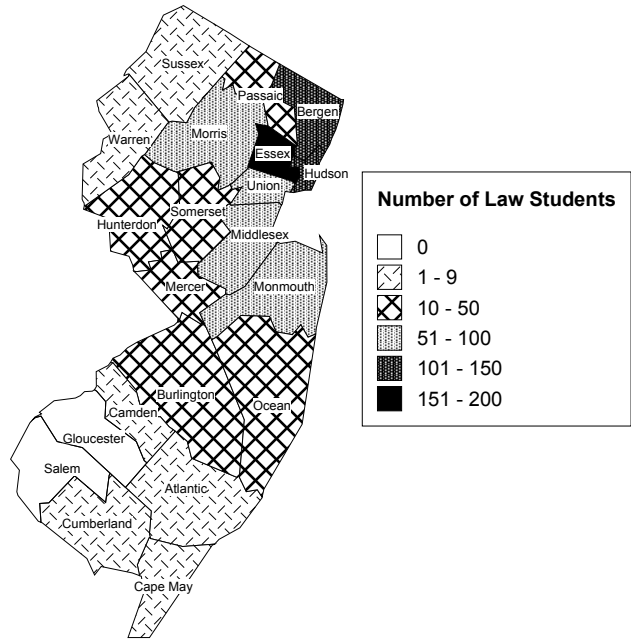 Sussex
Passaic
Bergen
Warren
Morris
Essex
Hudson
Union
Somerset
Hunterdon
Middlesex
Mercer
Monmouth
Burlington
Ocean
Camden
Gloucester
Salem
Atlantic
Cumberland
Cape May
Number of Law Students
0
1 - 9
10 - 50
51 - 100
101 - 150
151 - 200